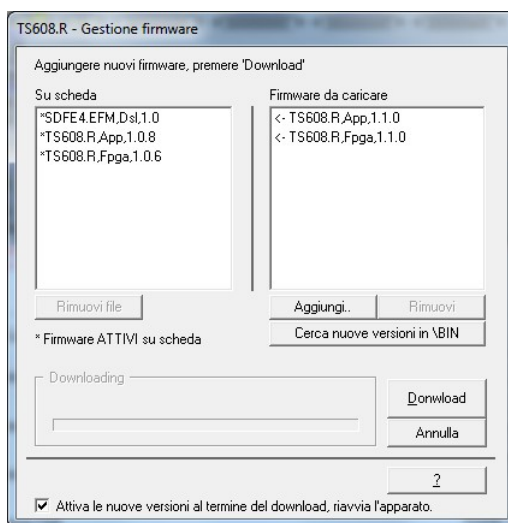 TS608.R - Gestione firmware
Aggiungere nuovi firmware, premere 'Download'
Su scheda
*SDFE4.EFM,Dsl,1.0
*TS608.R,App,1.0.8
*TS608.R,Fpga,1.0.6
Rimuovi file
* Firmware ATTIVI su scheda
Firmware da caricare
<- TS608.R,App,1.1.0
<- TS608.R,Fpga,1.1.0
Aggiungi..
Rimuovi
Cerca nuove versioni in \BIN
Downloading
Donwload
Annulla
?
Attiva le nuove versioni al termine del download, riavvia l'apparato.